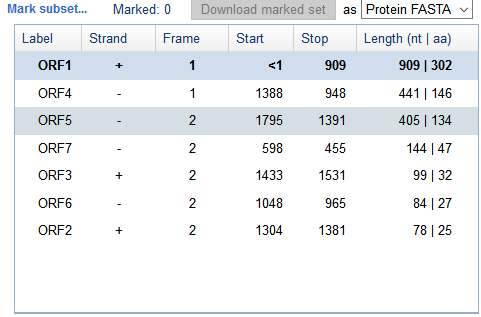 Mark subset... Marked: 0 Download marked set as Protein FASTA
Label Strand Frame Start Stop Length (nt | aa)
ORF1 + 1 <1 909 909 | 302
ORF4 - 1 1388 948 441 | 146
ORF5 - 2 1795 1391 405 | 134
ORF7 - 2 598 455 144 | 47
ORF3 + 2 1433 1531 99 | 32
ORF6 - 2 1048 965 84 | 27
ORF2 + 2 1304 1381 78 | 25